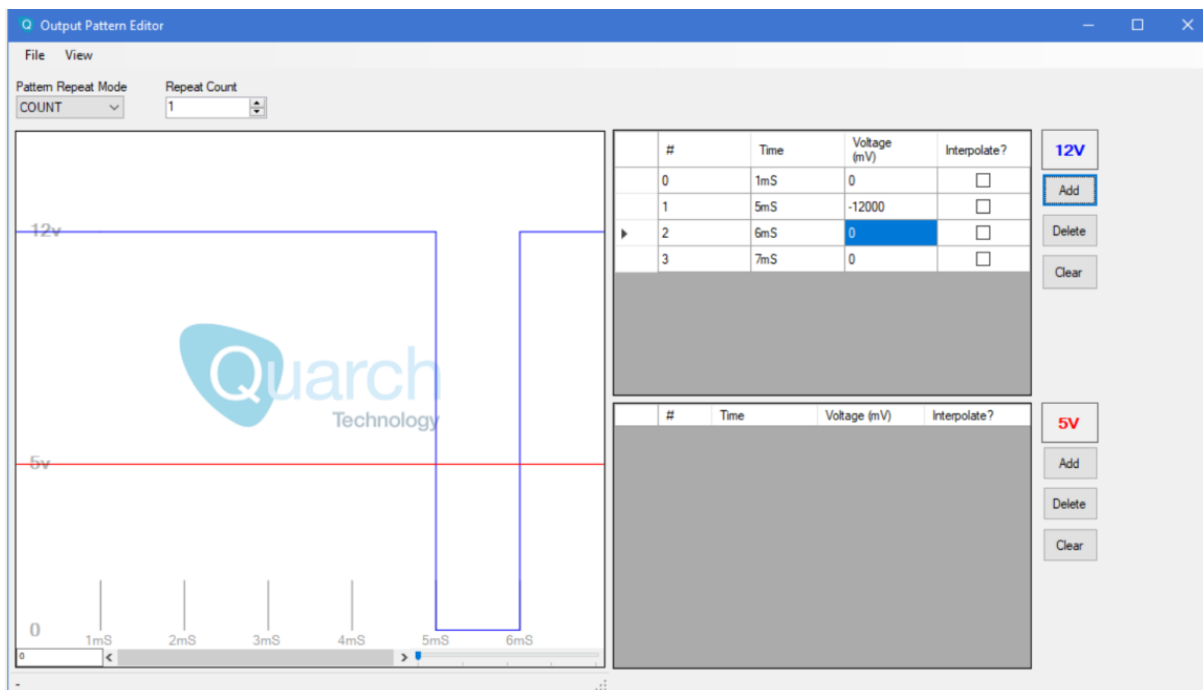 Q Output Pattern Editor
File View
Pattern Repeat Mode Repeat Count
COUNT 1
12v
Quarch
Technology
5v
0
1mS 2mS 3mS 4mS 5mS 6mS
0
-
# Time Voltage (mV) Interpolate?
0 1mS 0
1 5mS -12000
2 6mS 0
3 7mS 0
12V
Add
Delete
Clear
# Time Voltage (mV) Interpolate?
5V
Add
Delete
Clear